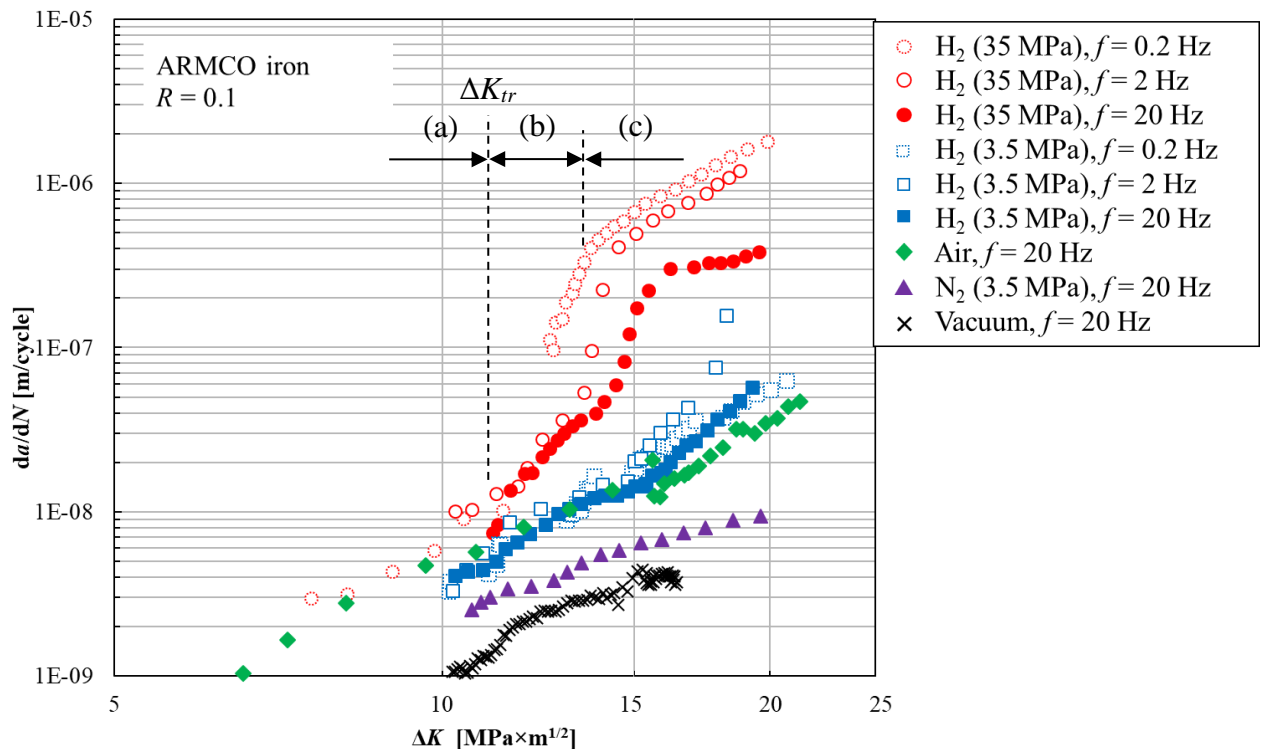 1E-05
ARMCO iron
R = 0.1
ΔKtr
(a) (b) (c)
1E-06
1E-07
1E-08
1E-09
da/dN [m/cycle]
5 10 15 20 25
ΔK [MPa×m1/2]
H2 (35 MPa), f = 0.2 Hz
H2 (35 MPa), f = 2 Hz
H2 (35 MPa), f = 20 Hz
H2 (3.5 MPa), f = 0.2 Hz
H2 (3.5 MPa), f = 2 Hz
H2 (3.5 MPa), f = 20 Hz
Air, f = 20 Hz
N2 (3.5 MPa), f = 20 Hz
Vacuum, f = 20 Hz